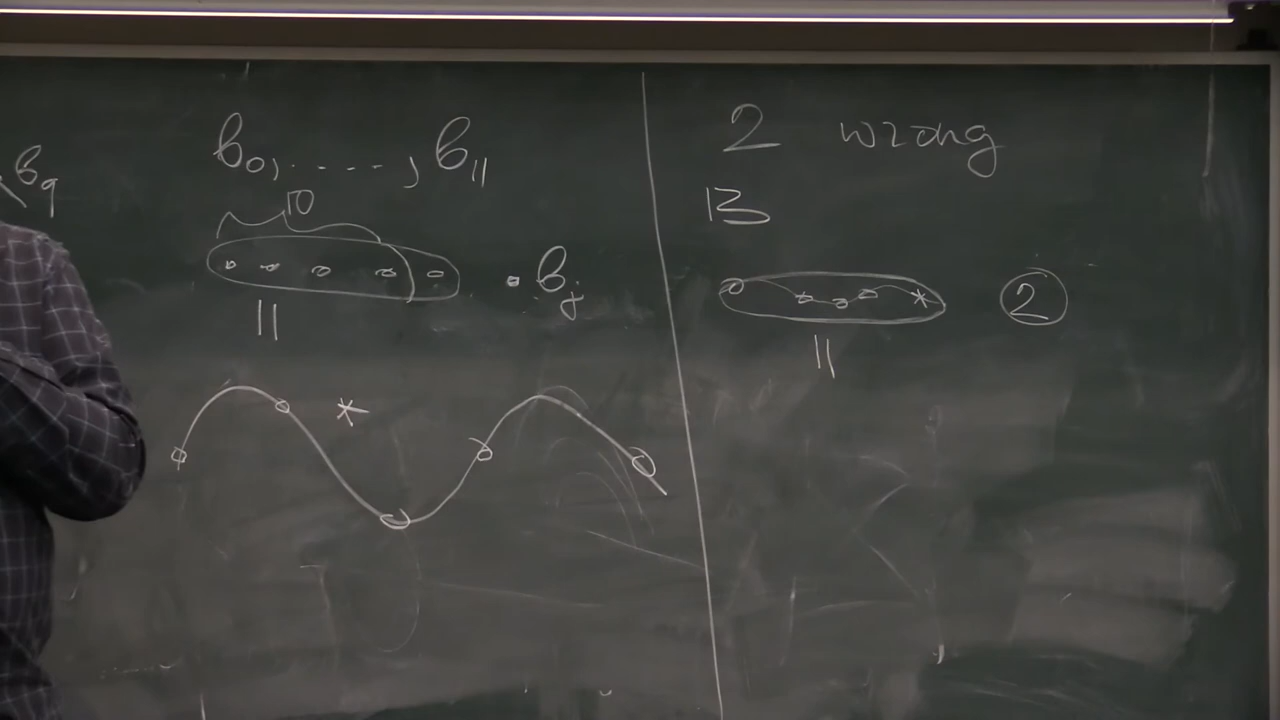 b9
b0, ...., b11
10
bj
11
*
2 wrong
13
* 2
11